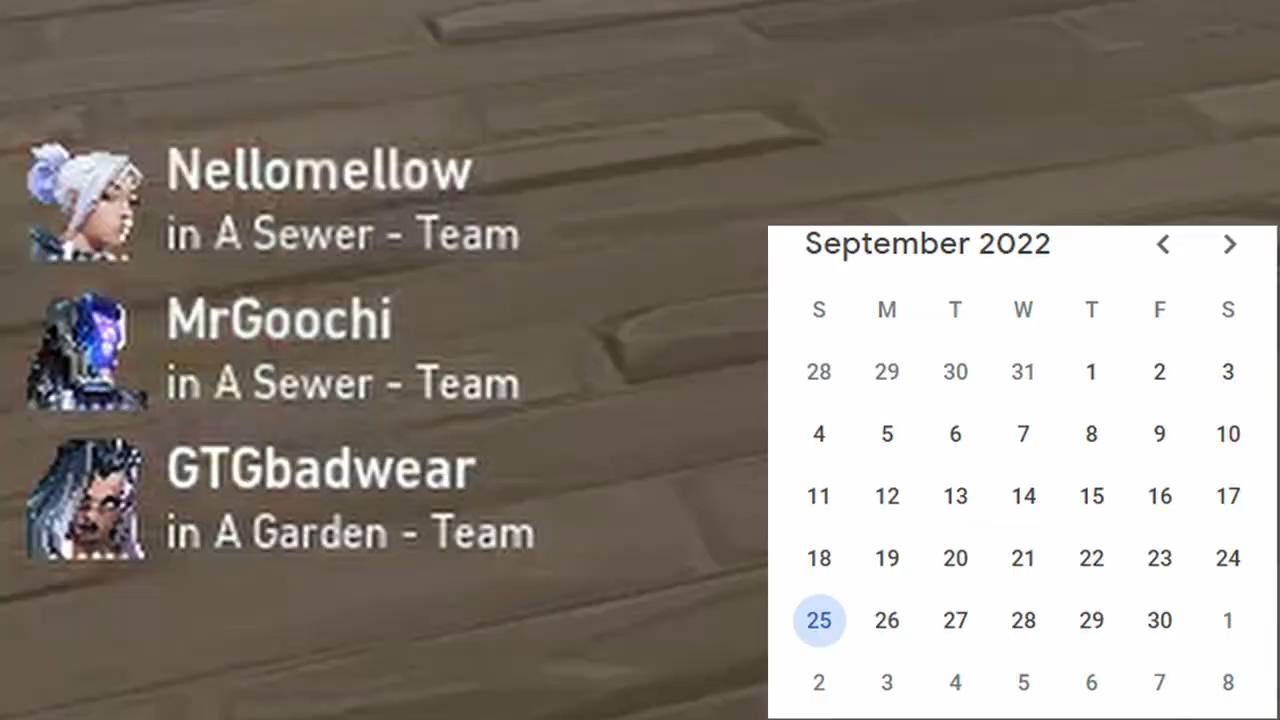 Nellomellow
in A Sewer - Team
MrGoochi
in A Sewer - Team
GTGbadwear
in A Garden - Team
September 2022
S M T W T F S
28 29 30 31 1 2 3
4 5 6 7 8 9 10
11 12 13 14 15 16 17
18 19 20 21 22 23 24
25 26 27 28 29 30 1
2 3 4 5 6 7 8